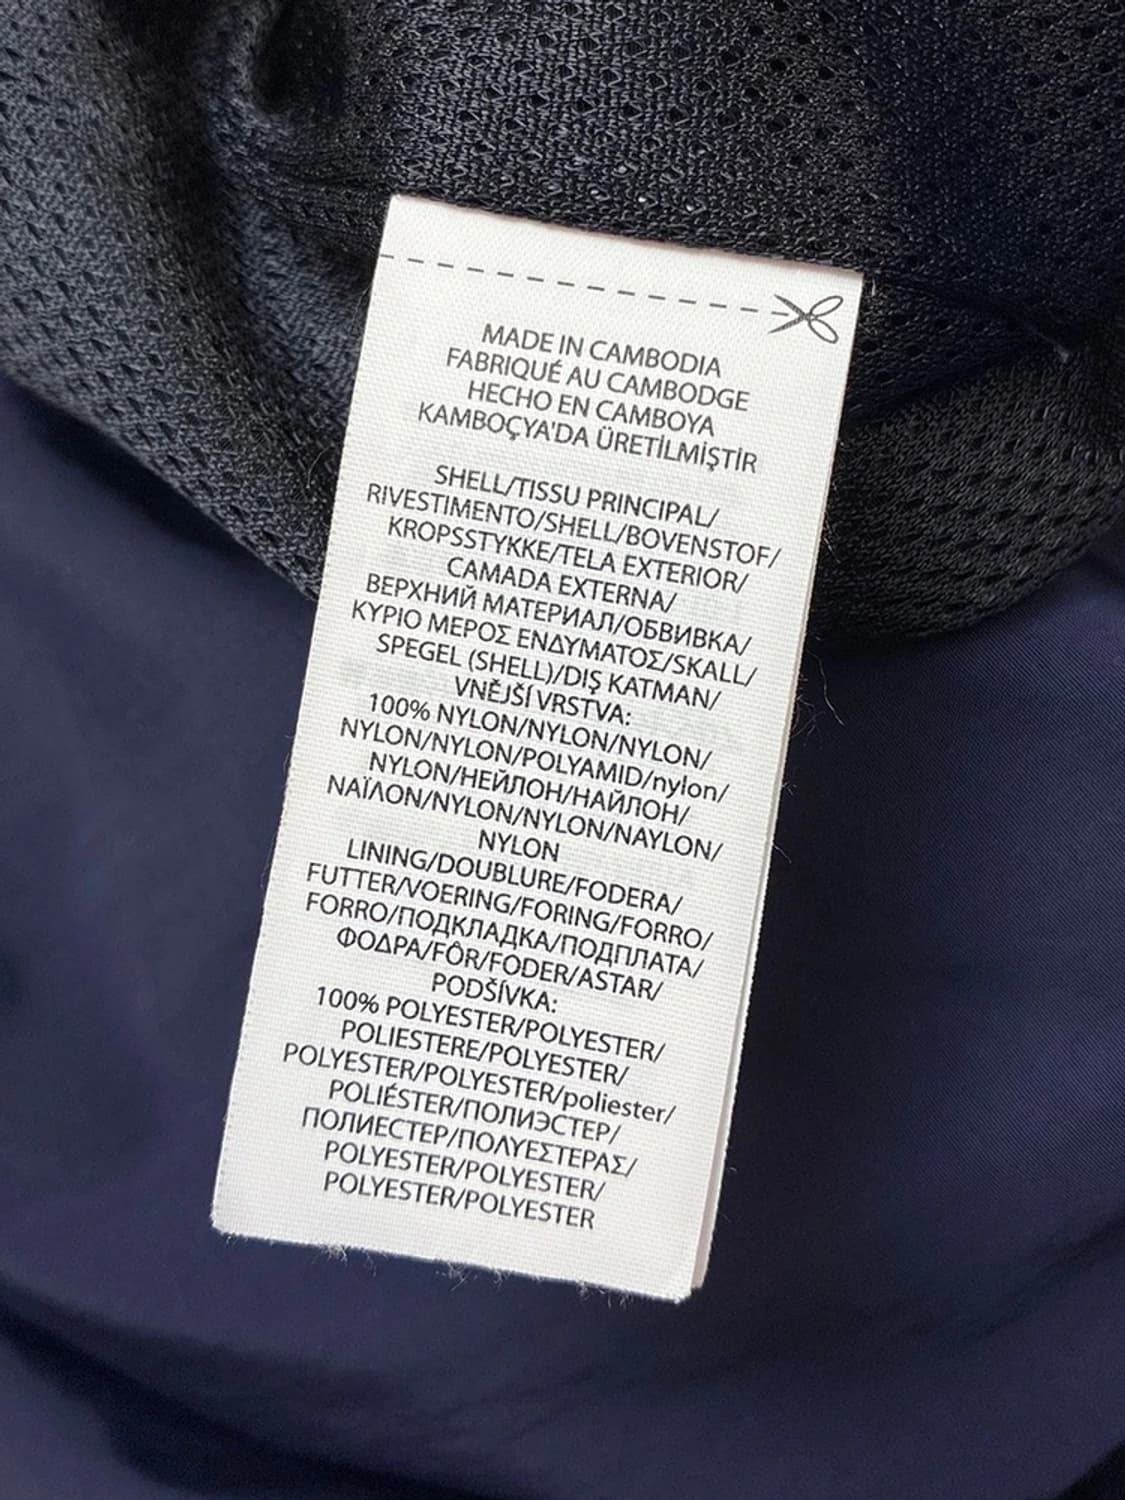 MADE IN CAMBODIA
FABRIQUÉ AU CAMBODGE
HECHO EN CAMBOYA
KAMBOÇYA'DA ÜRETİLMİŞTİR
SHELL/TISSU PRINCIPAL/
RIVESTIMENTO/SHELL/BOVENSTOF/
KROPSSTYKKE/TELA EXTERIOR/
CAMADA EXTERNA/
ВЕРХНИЙ МАТЕРИАЛ/ОБВИВКА/
ΚΥΡΙΟ ΜΕΡΟΣ ΕΝΔΥΜΑΤΟΣ/SKALL/
SPEGEL (SHELL)/DIŞ KATMAN/
VNĚJŠÍ VRSTVA:
100% NYLON/NYLON/NYLON/
NYLON/NYLON/POLYAMID/nylon/
NYLON/НЕЙЛОН/НАЙЛОН/
ΝΑΪΛΟΝ/NYLON/NYLON/NAYLON/
NYLON
LINING/DOUBLURE/FODERA/
FUTTER/VOERING/FORING/FORRO/
FORRO/ПОДКЛАДКА/ПОДПЛАТА/
ΦΟΔΡΑ/FÔR/FODER/ASTAR/
PODŠÍVKA:
100% POLYESTER/POLYESTER/
POLIESTERE/POLYESTER/
POLYESTER/POLYESTER/poliester/
POLIÉSTER/ПОЛИЭСТЕР/
ПОЛИЕСТЕР/ΠΟΛΥΕΣΤΕΡΑΣ/
POLYESTER/POLYESTER/
POLYESTER/POLYESTER